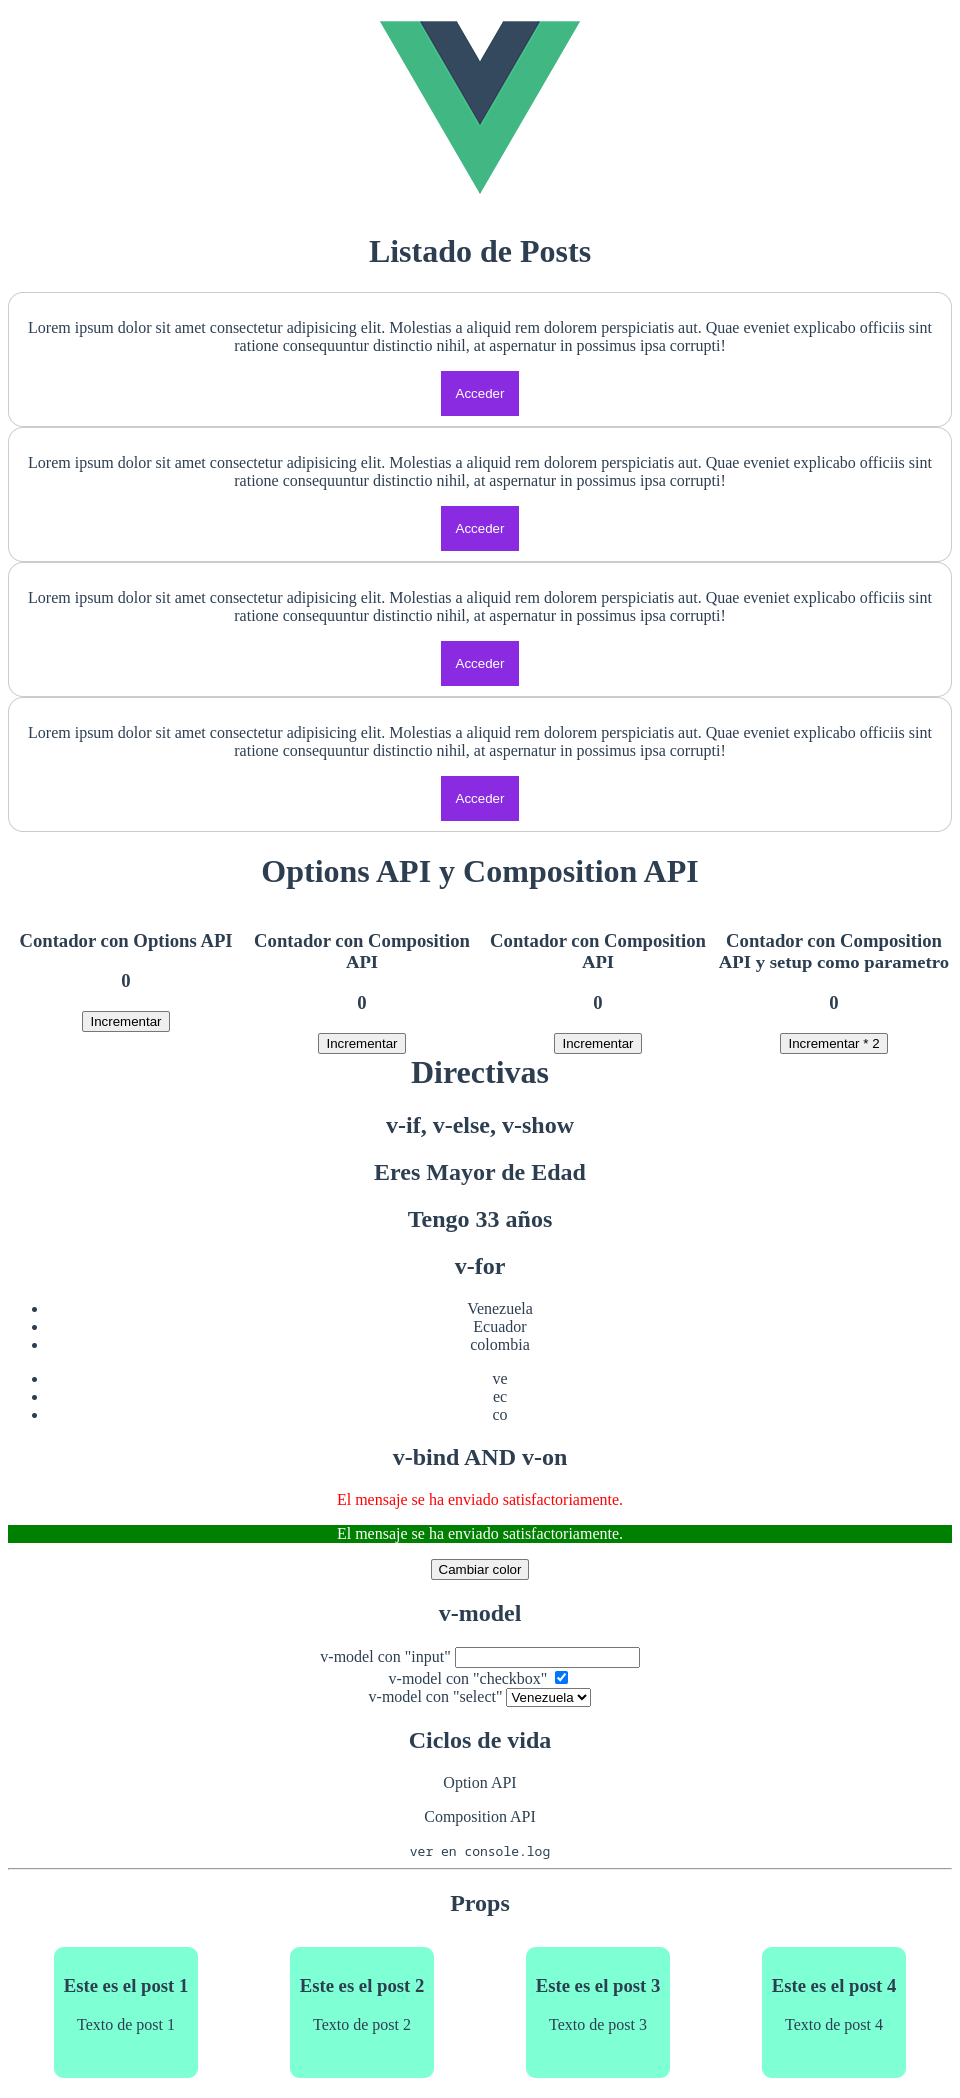 Listado de Posts
Lorem ipsum dolor sit amet consectetur adipisicing elit. Molestias a aliquid rem dolorem perspiciatis aut. Quae eveniet explicabo officiis sint
ratione consequuntur distinctio nihil, at aspernatur in possimus ipsa corrupti!
Acceder
Lorem ipsum dolor sit amet consectetur adipisicing elit. Molestias a aliquid rem dolorem perspiciatis aut. Quae eveniet explicabo officiis sint
ratione consequuntur distinctio nihil, at aspernatur in possimus ipsa corrupti!
Acceder
Lorem ipsum dolor sit amet consectetur adipisicing elit. Molestias a aliquid rem dolorem perspiciatis aut. Quae eveniet explicabo officiis sint
ratione consequuntur distinctio nihil, at aspernatur in possimus ipsa corrupti!
Acceder
Lorem ipsum dolor sit amet consectetur adipisicing elit. Molestias a aliquid rem dolorem perspiciatis aut. Quae eveniet explicabo officiis sint
ratione consequuntur distinctio nihil, at aspernatur in possimus ipsa corrupti!
Acceder
Options API y Composition API
Contador con Options API
0
Incrementar
Contador con Composition
API
0
Incrementar
Contador con Composition
API
0
Incrementar
Contador con Composition
API y setup como parametro
0
Incrementar * 2
Directivas
v-if, v-else, v-show
Eres Mayor de Edad
Tengo 33 años
v-for
Venezuela
Ecuador
colombia
ve
ec
co
v-bind AND v-on
El mensaje se ha enviado satisfactoriamente.
El mensaje se ha enviado satisfactoriamente.
Cambiar color
v-model
v-model con "input"
v-model con "checkbox"
v-model con "select" Venezuela
Ciclos de vida
Option API
Composition API
ver en console.log
Props
Este es el post 1
Texto de post 1
Este es el post 2
Texto de post 2
Este es el post 3
Texto de post 3
Este es el post 4
Texto de post 4